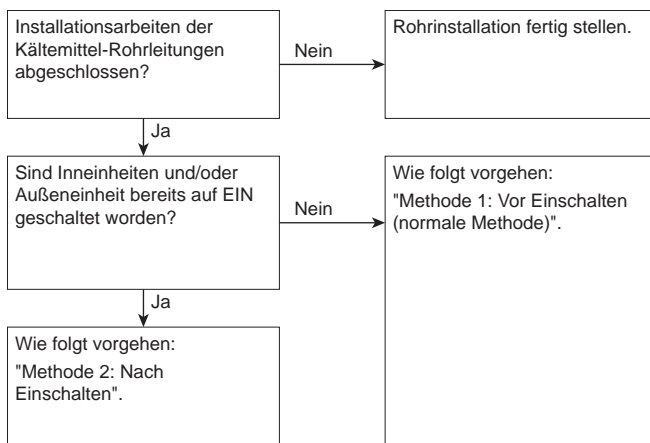 Installationsarbeiten der
Kältemittel-Rohrleitungen
abgeschlossen?
Nein
Rohrinstallation fertig stellen.
Ja
Sind Inneinheiten und/oder
Außeneinheit bereits auf EIN
geschaltet worden?
Nein
Wie folgt vorgehen:
"Methode 1: Vor Einschalten
(normale Methode)".
Ja
Wie folgt vorgehen:
"Methode 2: Nach
Einschalten".